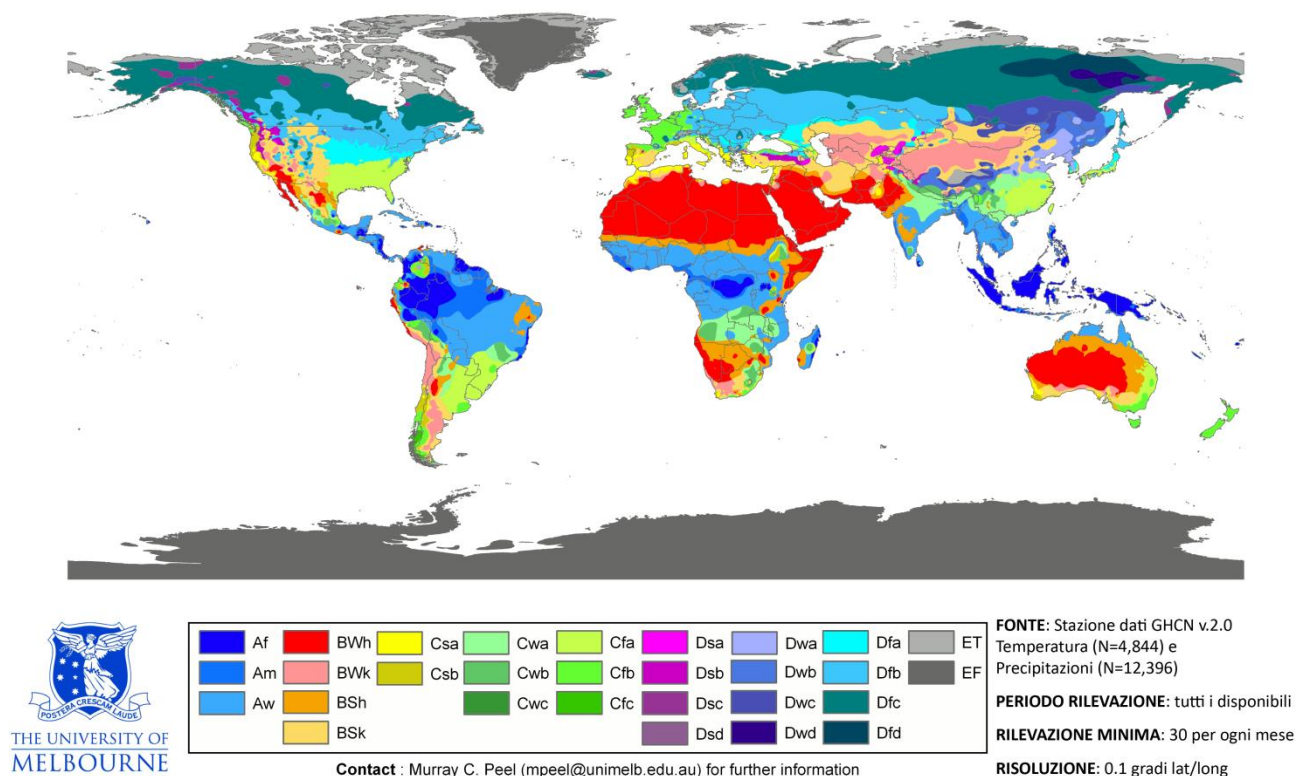 POSTERA CRESCAM LAUDE
THE UNIVERSITY OF
MELBOURNE
Af
Am
Aw
BWh
BWk
BSh
BSk
Csa
Csb
Cwa
Cwb
Cwc
Cfa
Cfb
Cfc
Dsa
Dsb
Dsc
Dsd
Dwa
Dwb
Dwc
Dwd
Dfa
Dfb
Dfc
Dfd
ET
EF
Contact : Murray C. Peel (mpeel@unimelb.edu.au) for further information
FONTE: Stazione dati GHCN v.2.0
Temperatura (N=4,844) e
Precipitazioni (N=12,396)
PERIODO RILEVAZIONE: tutti i disponibili
RILEVAZIONE MINIMA: 30 per ogni mese
RISOLUZIONE: 0.1 gradi lat/long